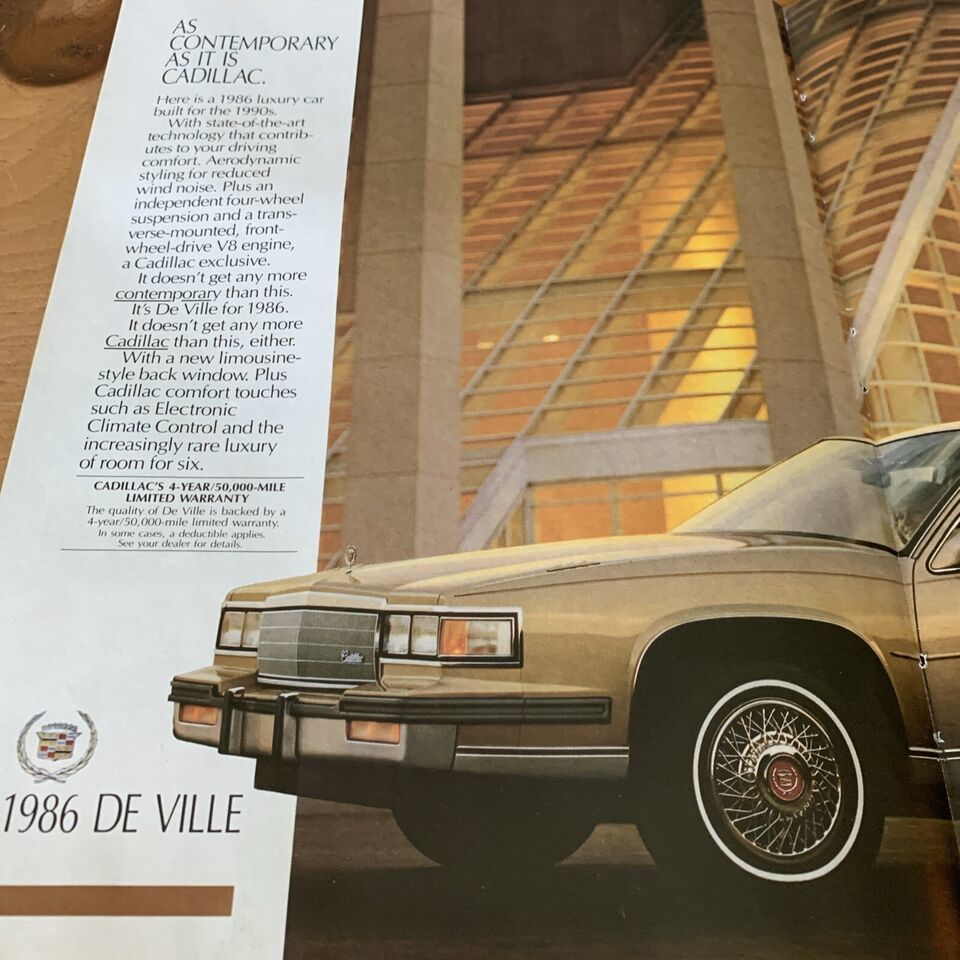 AS
CONTEMPORARY
AS IT IS
CADILLAC.
Here is a 1986 luxury car
built for the 1990s.
With state-of-the-art
technology that contrib-
utes to your driving
comfort. Aerodynamic
styling for reduced
wind noise. Plus an
independent four-wheel
suspension and a trans-
verse-mounted, front-
wheel-drive V8 engine,
a Cadillac exclusive.
It doesn't get any more
contemporary than this.
It's De Ville for 1986.
It doesn't get any more
Cadillac than this, either.
With a new limousine-
style back window. Plus
Cadillac comfort touches
such as Electronic
Climate Control and the
increasingly rare luxury
of room for six.
CADILLAC'S 4-YEAR/50,000-MILE
LIMITED WARRANTY
The quality of De Ville is backed by a
4-year/50,000-mile limited warranty.
In some cases, a deductible applies.
See your dealer for details.
Cadillac
1986 DE VILLE